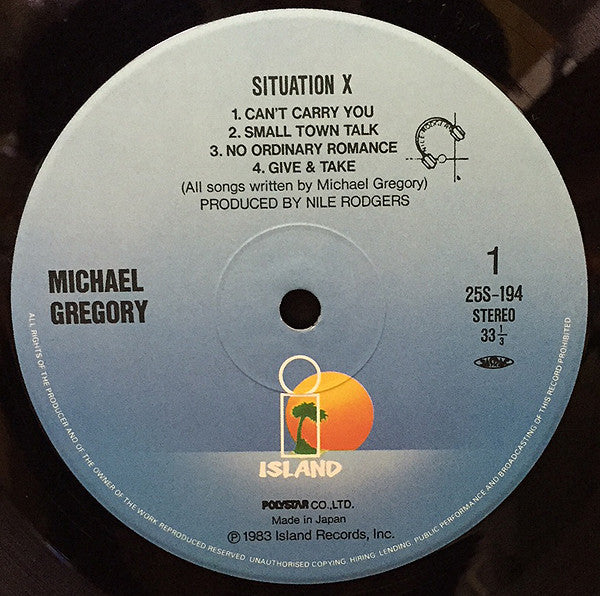 SITUATION X
1. CAN'T CARRY YOU
2. SMALL TOWN TALK
3. NO ORDINARY ROMANCE
4. GIVE & TAKE
(All songs written by Michael Gregory)
PRODUCED BY NILE RODGERS
NILE RODGERS
MICHAEL
GREGORY
1
25S-194
STEREO
33 1/3
ISLAND
POLYSTAR CO.,LTD.
Made in Japan
℗ 1983 Island Records, Inc.
ALL RIGHTS OF THE PRODUCER AND OF THE OWNER OF THE WORK REPRODUCED RESERVED. UNAUTHORISED COPYING, HIRING, LENDING, PUBLIC PERFORMANCE AND BROADCASTING OF THIS RECORD PROHIBITED